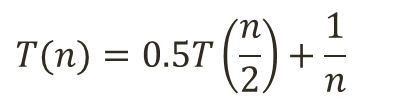 T(n) = 0.5T(n/2) + 1/n